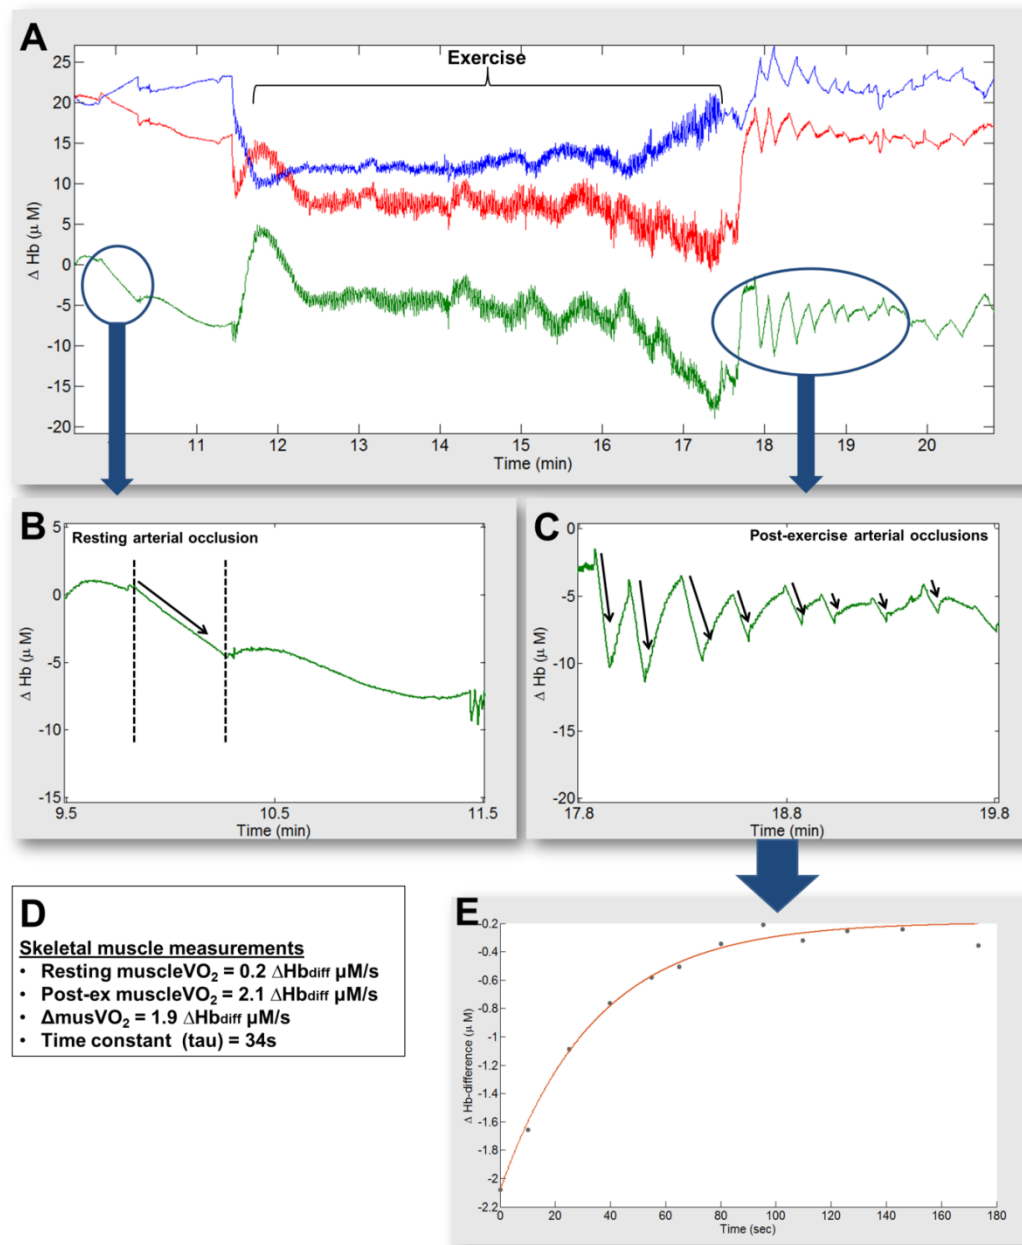 A
Exercise
25
20
15
10
5
0
-5
-10
-15
-20
Δ Hb (μ M)
11 12 13 14 15 16 17 18 19 20
Time (min)
B
Resting arterial occlusion
5
0
-5
-10
-15
Δ Hb (μ M)
9.5 10.5 11.5
Time (min)
C
Post-exercise arterial occlusions
0
-5
-10
-15
-20
Δ Hb (μ M)
17.8 18.8 19.8
Time (min)
D
Skeletal muscle measurements
• Resting muscleVO₂ = 0.2 ΔHbdiff μM/s
• Post-ex muscleVO₂ = 2.1 ΔHbdiff μM/s
• ΔmusVO₂ = 1.9 ΔHbdiff μM/s
• Time constant (tau) = 34s
E
-0.2
-0.4
-0.6
-0.8
-1
-1.2
-1.4
-1.6
-1.8
-2
-2.2
Δ Hb-difference (μ M)
0 20 40 60 80 100 120 140 160 180
Time (sec)